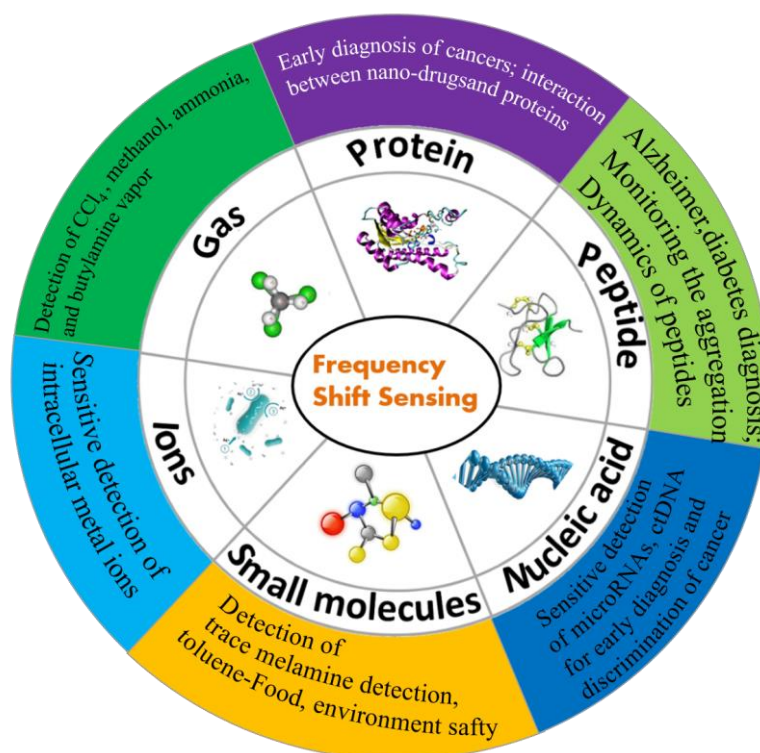 Frequency
Shift Sensing
Protein
Early diagnosis of cancers; interaction
between nano-drugsand proteins
Peptide
Alzheimer,diabetes diagnosis;
Monitoring the aggregation
Dynamics of peptides
Nucleic acid
Sensitive detection
of microRNAs, ctDNA
for early diagnosis and
discrimination of cancer
Small molecules
Detection of
trace melamine detection,
toluene-Food, environment safty
Ions
Sensitive detection of
intracellular metal ions
Gas
Detection of CCl₄, methanol, ammonia,
and butylamine vapor